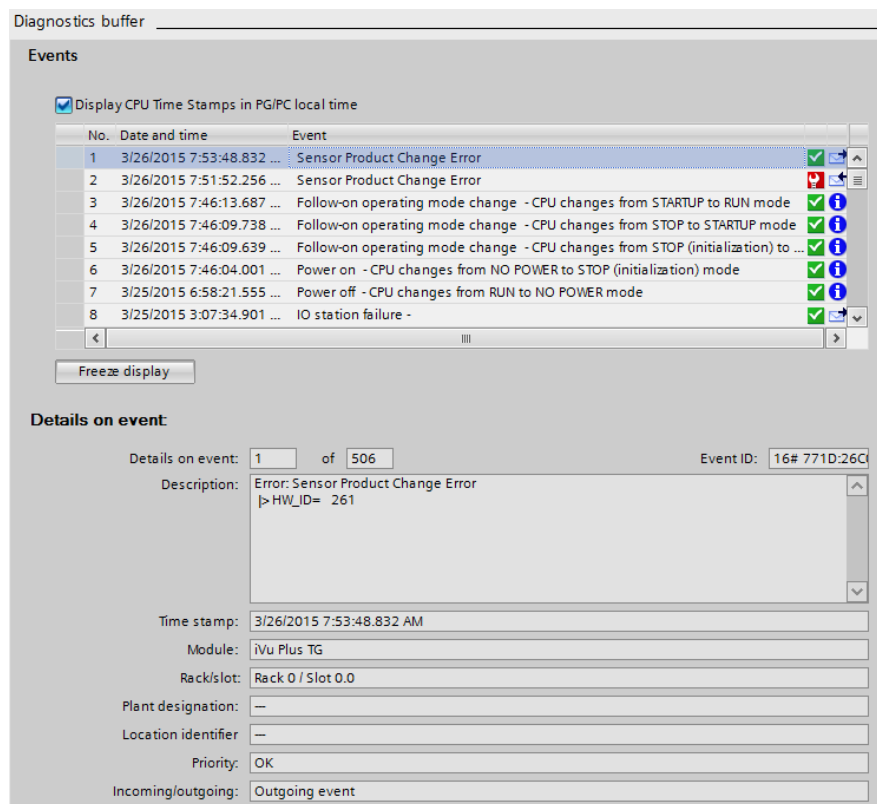 Diagnostics buffer
Events
Display CPU Time Stamps in PG/PC local time
No. Date and time Event
1 3/26/2015 7:53:48.832 ... Sensor Product Change Error
2 3/26/2015 7:51:52.256 ... Sensor Product Change Error
3 3/26/2015 7:46:13.687 ... Follow-on operating mode change - CPU changes from STARTUP to RUN mode
4 3/26/2015 7:46:09.738 ... Follow-on operating mode change - CPU changes from STOP to STARTUP mode
5 3/26/2015 7:46:09.639 ... Follow-on operating mode change - CPU changes from STOP (initialization) to ...
6 3/26/2015 7:46:04.001 ... Power on - CPU changes from NO POWER to STOP (initialization) mode
7 3/25/2015 6:58:21.555 ... Power off - CPU changes from RUN to NO POWER mode
8 3/25/2015 3:07:34.901 ... IO station failure -
Freeze display
Details on event:
Details on event: 1 of 506 Event ID: 16# 771D:26C
Description: Error: Sensor Product Change Error
|> HW_ID= 261
Time stamp: 3/26/2015 7:53:48.832 AM
Module: iVu Plus TG
Rack/slot: Rack 0 / Slot 0.0
Plant designation: ---
Location identifier ---
Priority: OK
Incoming/outgoing: Outgoing event